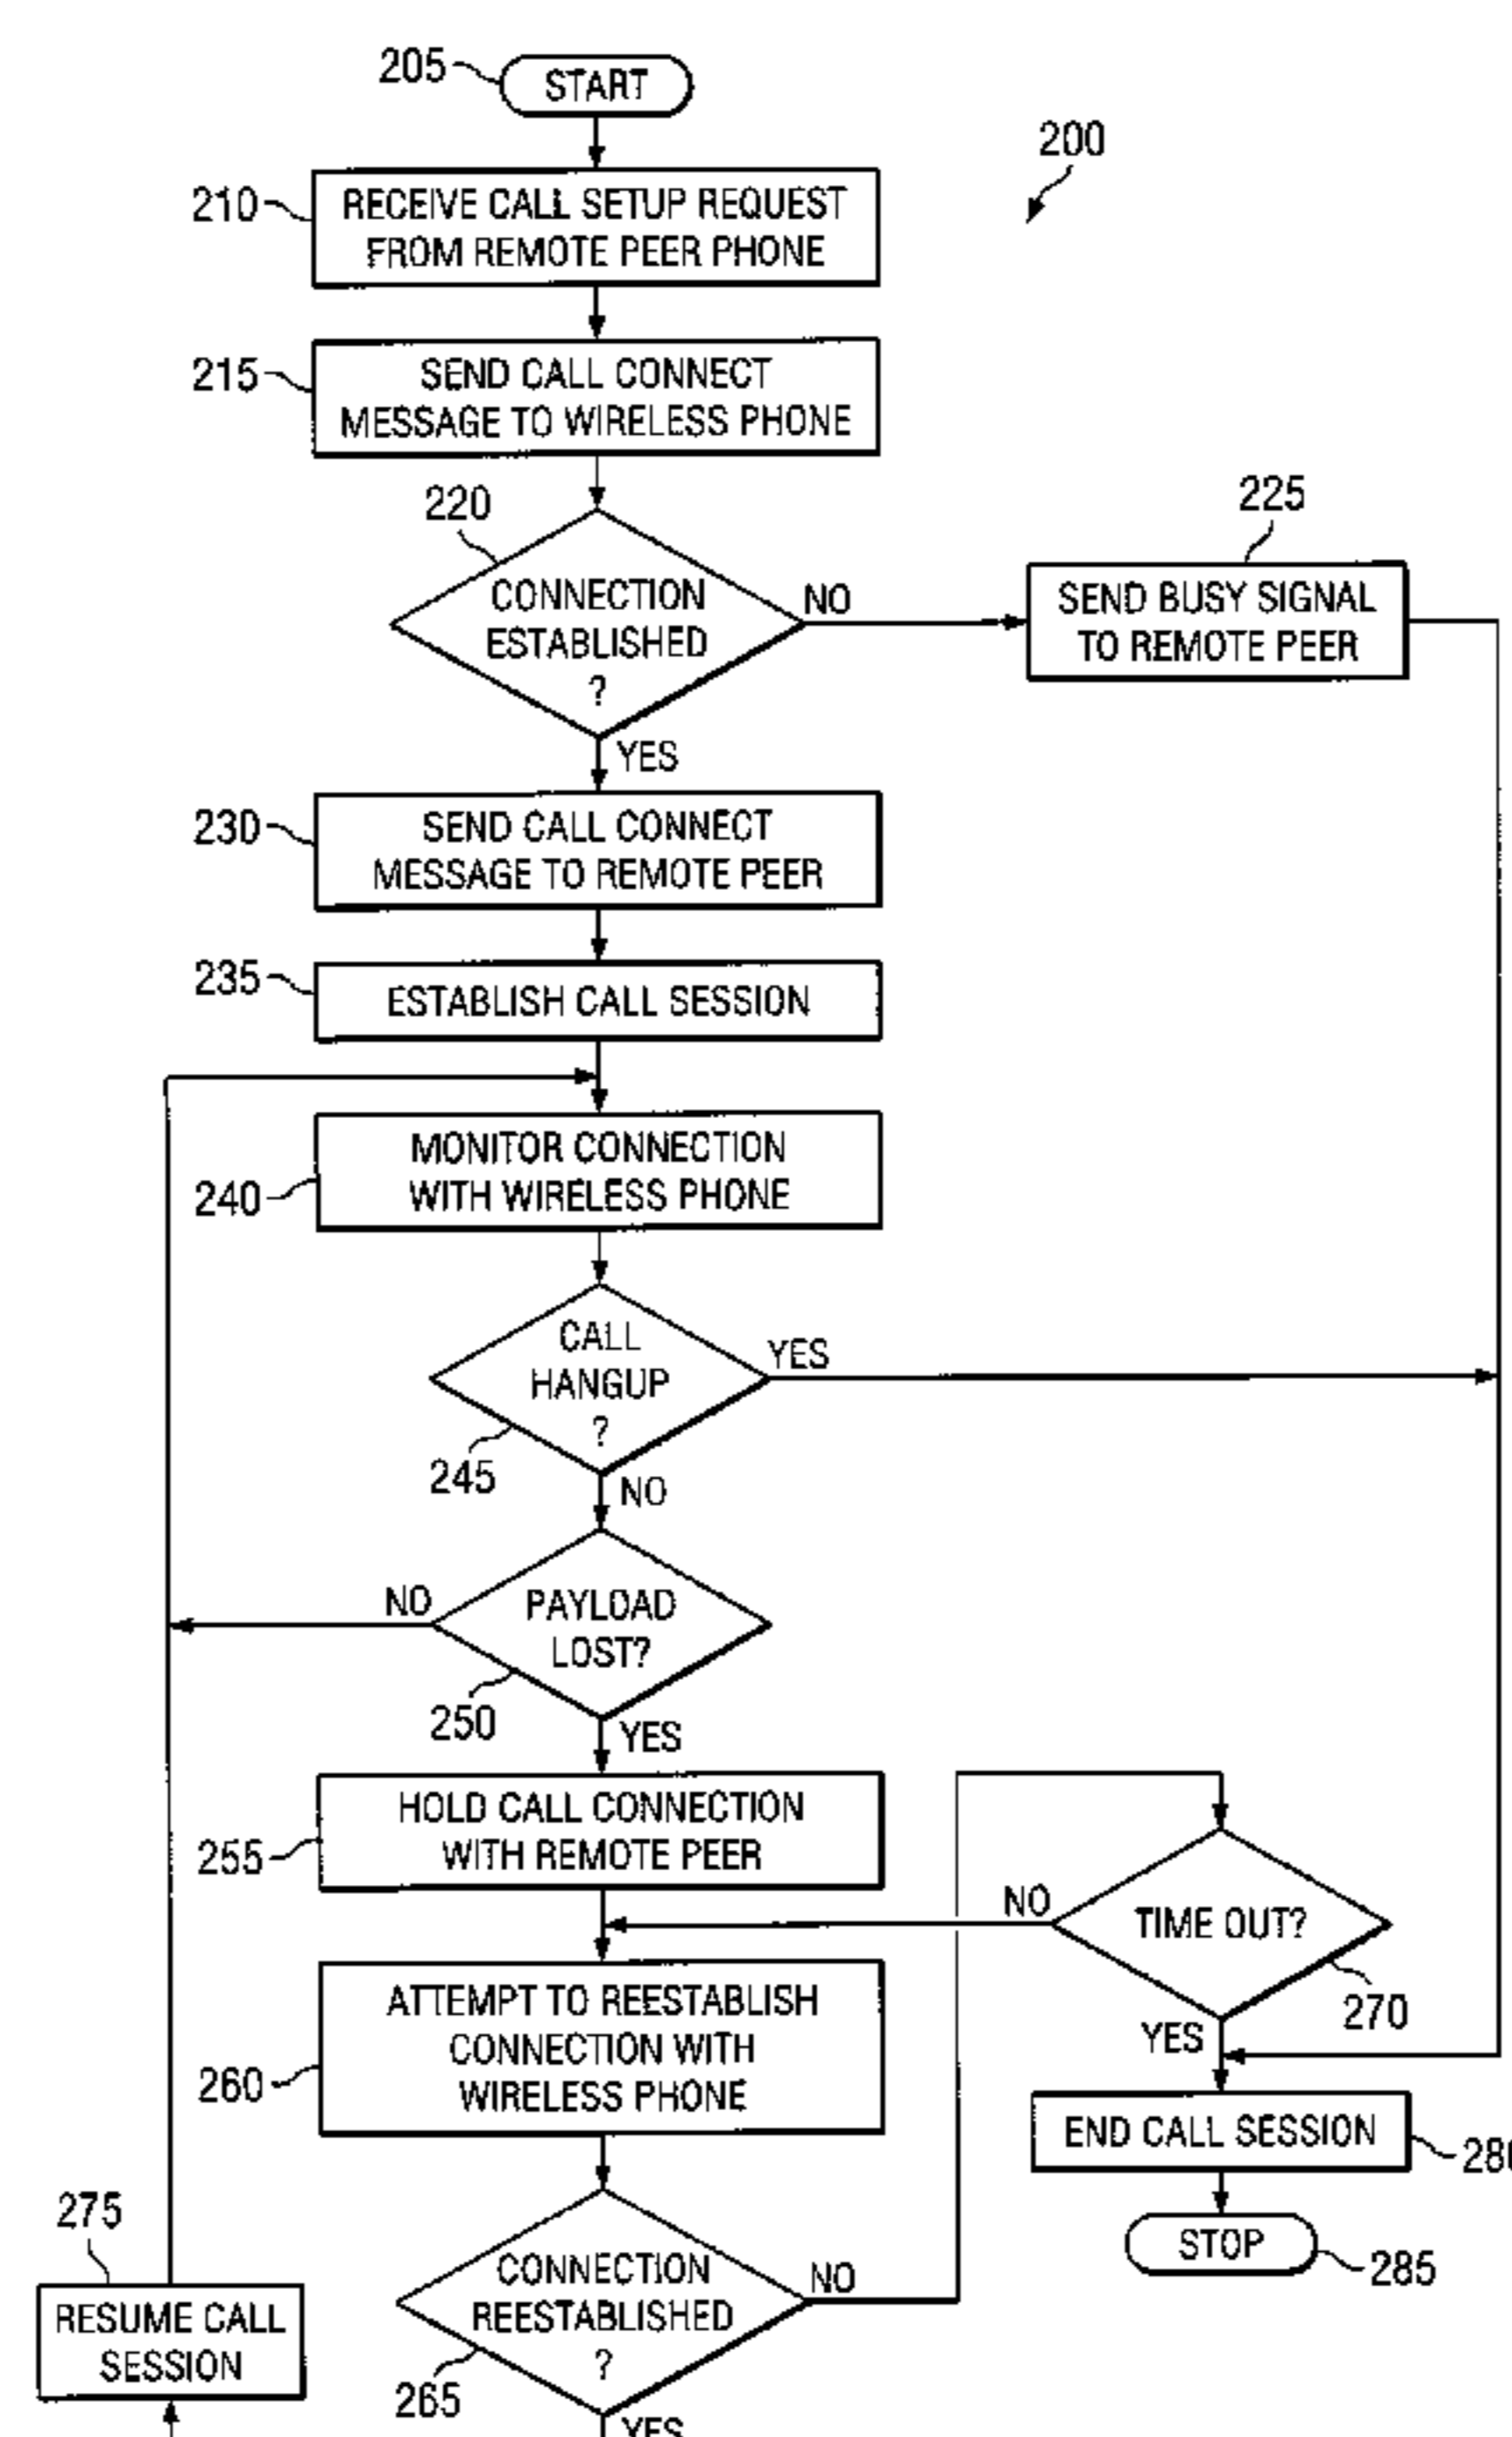 205
START
200
210
RECEIVE CALL SETUP REQUEST
FROM REMOTE PEER PHONE
215
SEND CALL CONNECT
MESSAGE TO WIRELESS PHONE
220
CONNECTION
ESTABLISHED
?
NO
225
SEND BUSY SIGNAL
TO REMOTE PEER
YES
230
SEND CALL CONNECT
MESSAGE TO REMOTE PEER
235
ESTABLISH CALL SESSION
240
MONITOR CONNECTION
WITH WIRELESS PHONE
CALL
HANGUP
?
YES
245
NO
PAYLOAD
LOST?
NO
250
YES
255
HOLD CALL CONNECTION
WITH REMOTE PEER
NO
TIME OUT?
270
YES
260
ATTEMPT TO REESTABLISH
CONNECTION WITH
WIRELESS PHONE
END CALL SESSION
STOP
285
275
RESUME CALL
SESSION
CONNECTION
REESTABLISHED
?
NO
265
YES